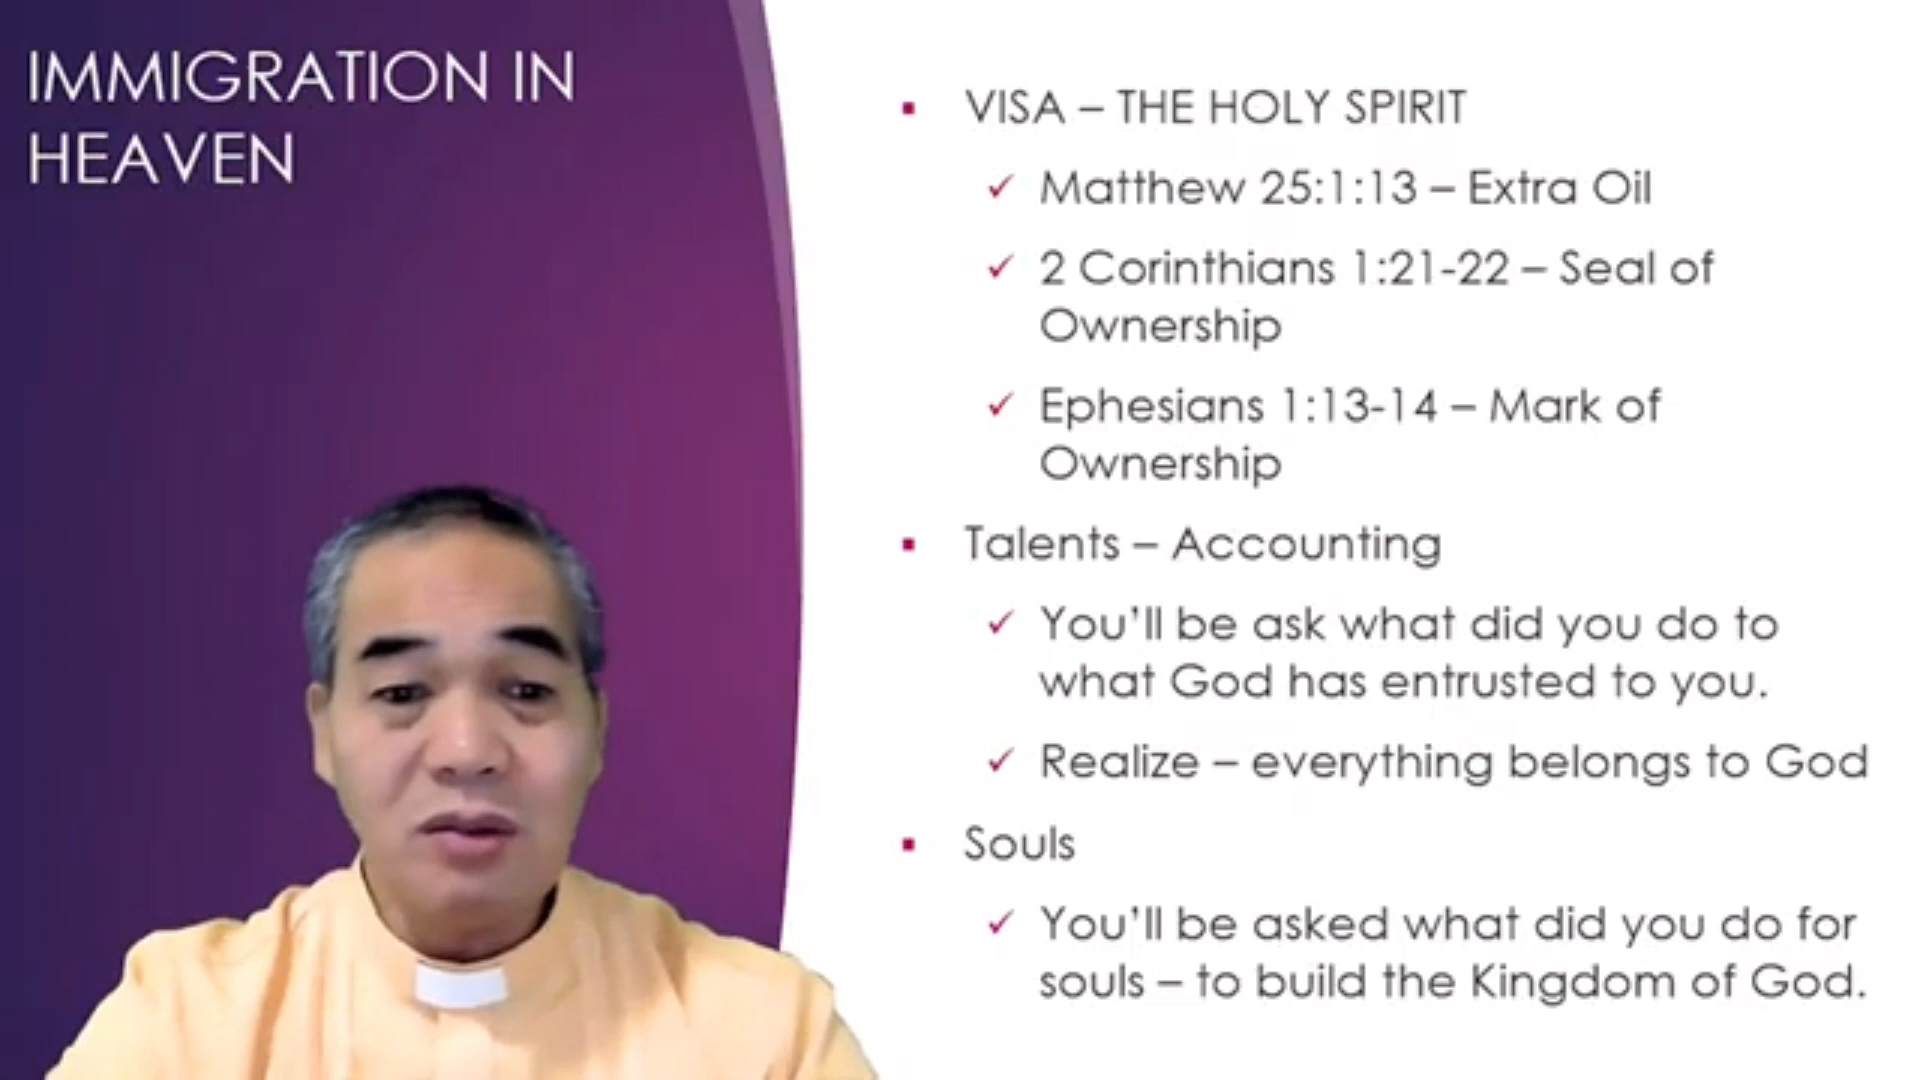 IMMIGRATION IN
HEAVEN
▪ VISA – THE HOLY SPIRIT
✓ Matthew 25:1:13 – Extra Oil
✓ 2 Corinthians 1:21-22 – Seal of
Ownership
✓ Ephesians 1:13-14 – Mark of
Ownership
▪ Talents – Accounting
✓ You’ll be ask what did you do to
what God has entrusted to you.
✓ Realize – everything belongs to God
▪ Souls
✓ You’ll be asked what did you do for
souls – to build the Kingdom of God.